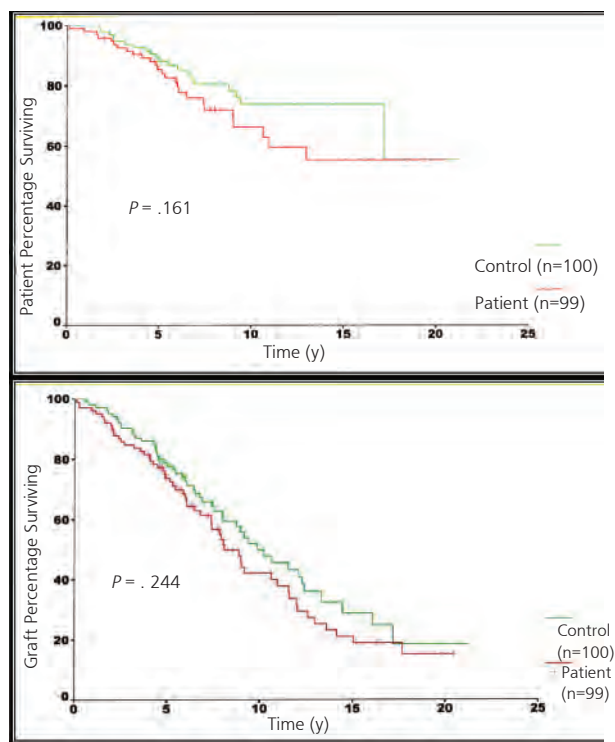 Patient Percentage Surviving
100
80
60
40
20
0
P = .161
Control (n=100)
Patient (n=99)
0
5
10
15
20
25
Time (y)
Graft Percentage Surviving
100
80
60
40
20
0
P = . 244
Control
(n=100)
Patient
(n=99)
0
5
10
15
20
25
Time (y)